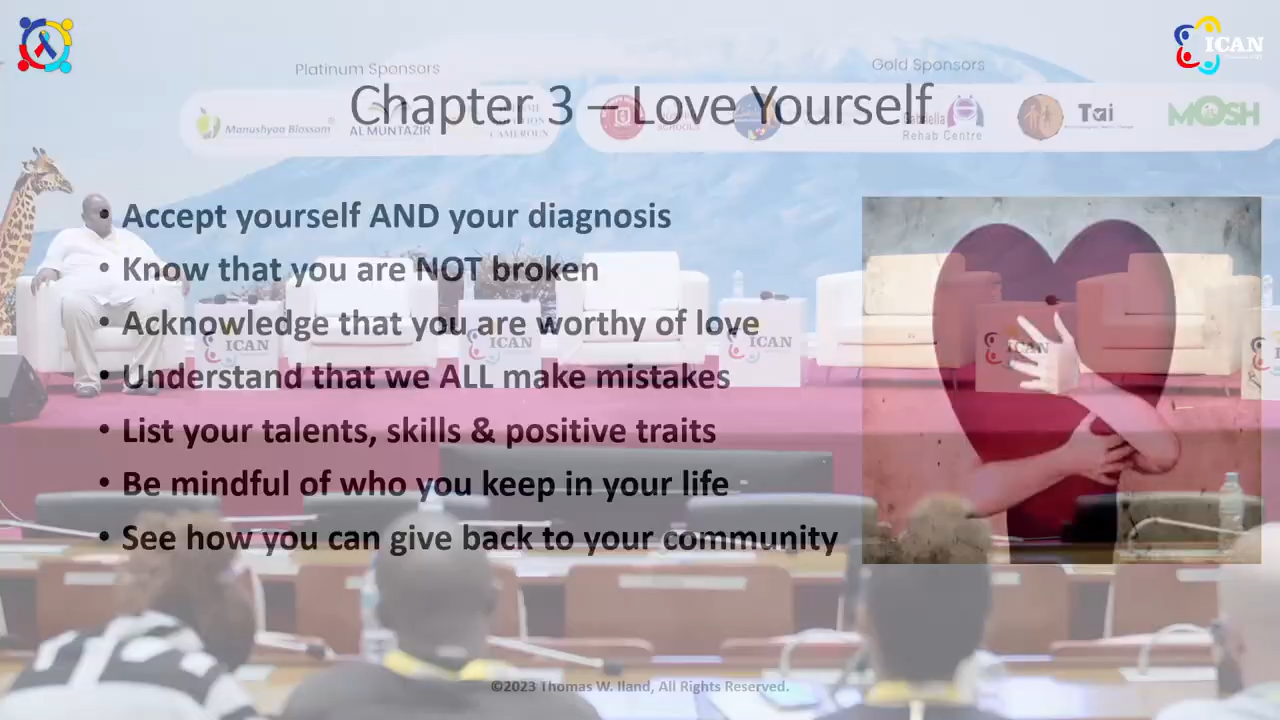 ICAN
Platinum Sponsors
Gold Sponsors
Chapter 3 – Love Yourself
Manushyaa Blossom
AL MUNTAZIR
CAMEROUN
SCHOOLS
Gabriella
Rehab Centre
Tai
MOSH
• Accept yourself AND your diagnosis
• Know that you are NOT broken
• Acknowledge that you are worthy of love
• Understand that we ALL make mistakes
• List your talents, skills & positive traits
• Be mindful of who you keep in your life
• See how you can give back to your community
ICAN
ICAN
ICAN
ICAN
©2023 Thomas W. Iland, All Rights Reserved.